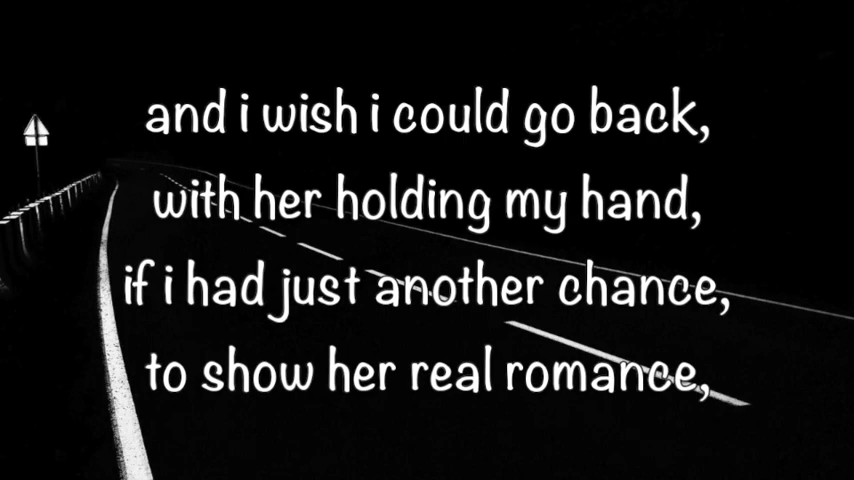 and i wish i could go back,
with her holding my hand,
if i had just another chance,
to show her real romance,